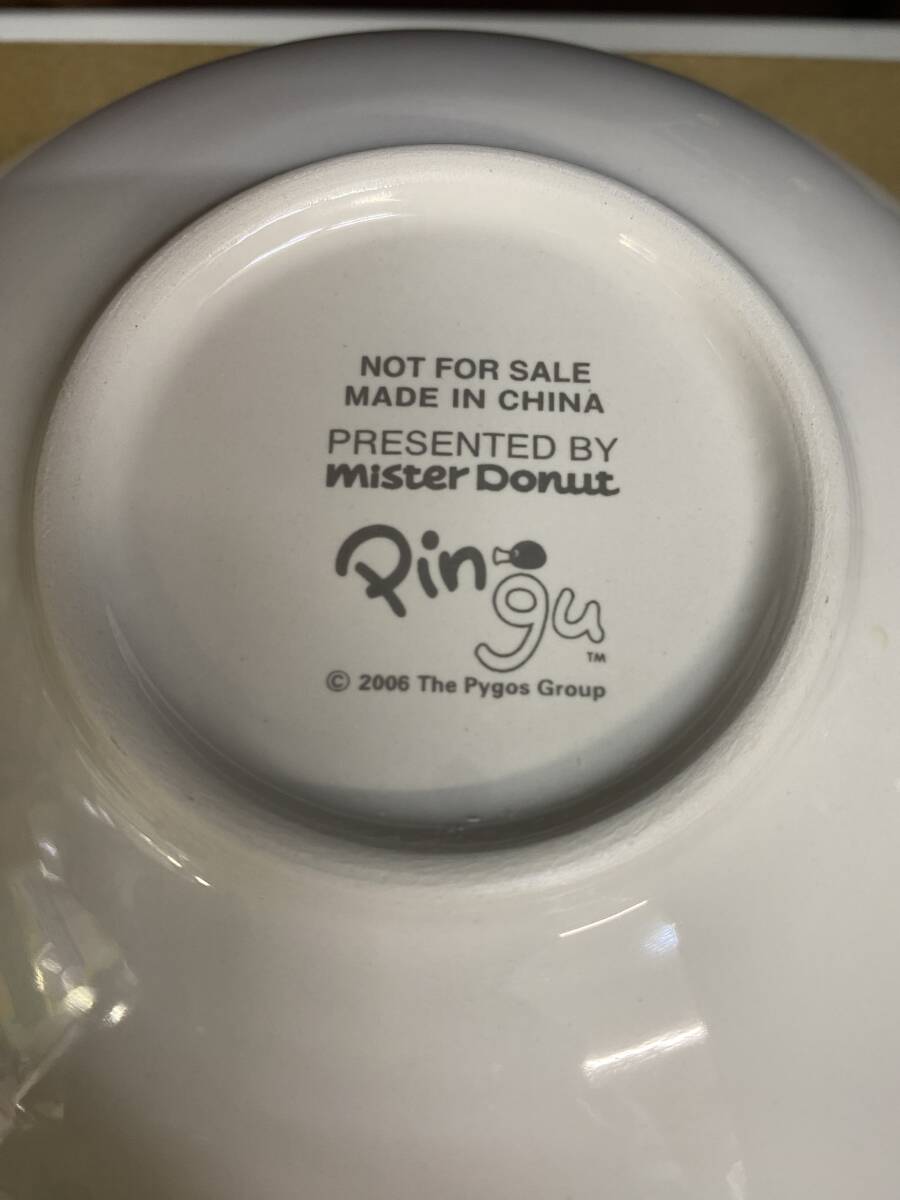 NOT FOR SALE
MADE IN CHINA
PRESENTED BY
mister Donut
Pingu
TM
© 2006 The Pygos Group